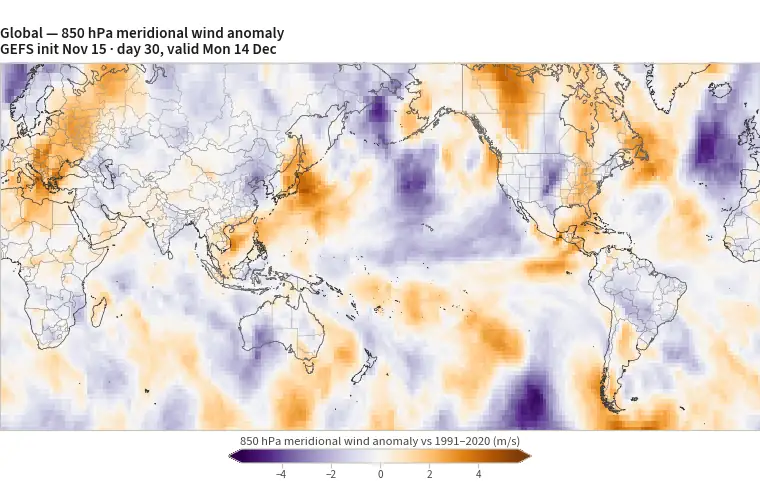 Global — 850 hPa meridional wind anomaly
GEFS init Nov 15 · day 30, valid Mon 14 Dec
850 hPa meridional wind anomaly vs 1991–2020 (m/s)
−4 −2 0 2 4